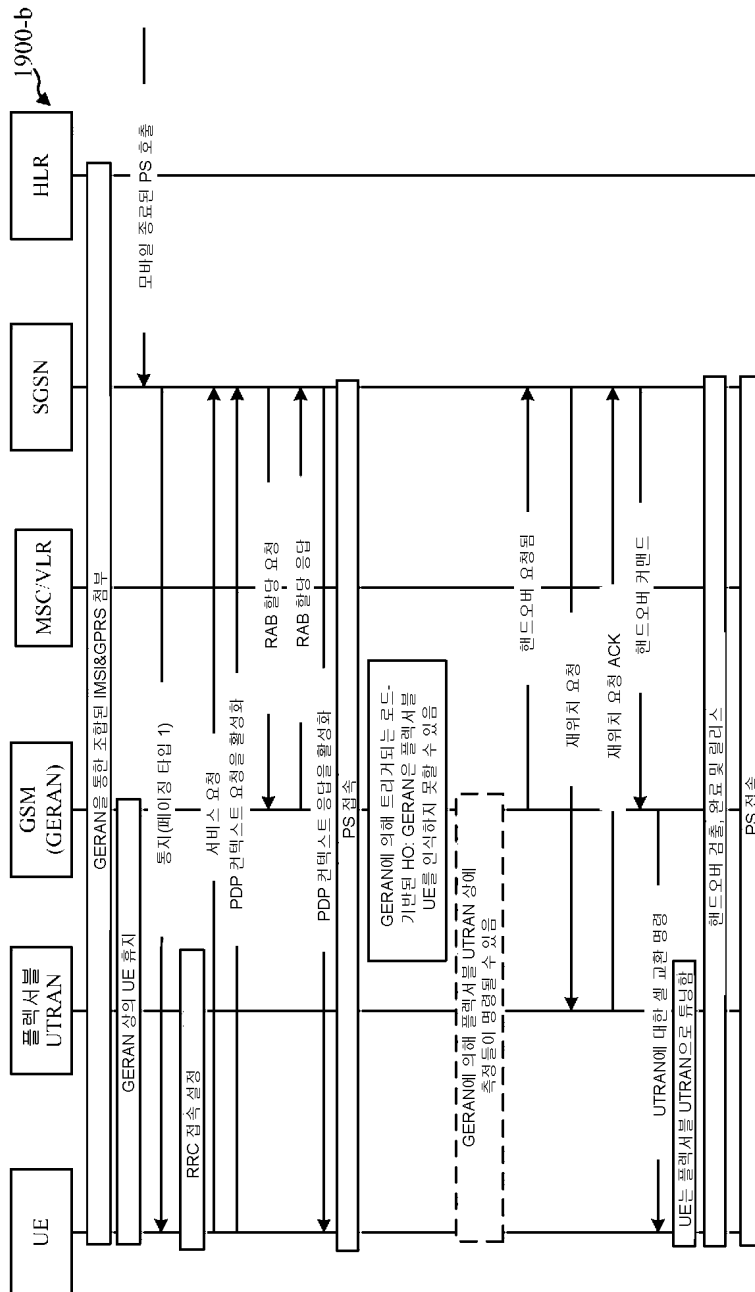 1900-b
UE
플렉서블
UTRAN
GSM
(GERAN)
MSC/VLR
SGSN
HLR
GERAN을 통한 조합된 IMSI&GPRS 첨부
GERAN 상의 UE 휴지
모바일 종료된 PS 호출
통지(페이징 타입 1)
RRC 접속 설정
서비스 요청
PDP 컨텍스트 요청을 활성화
RAB 할당 요청
RAB 할당 응답
PDP 컨텍스트 응답을 활성화
PS 접속
GERAN에 의해 트리거되는 로드-
기반된 HO: GERAN은 플렉서블
UE를 인식하지 못할 수 있음
GERAN에 의해 플렉서블 UTRAN 상에
측정들이 명령될 수 있음
핸드오버 요청됨
재위치 요청
재위치 요청 ACK
핸드오버 커맨드
UTRAN에 대한 셀 교환 명령
UE는 플렉서블 UTRAN으로 튜닝함
핸드오버 검출, 완료 및 릴리스
PS 접속